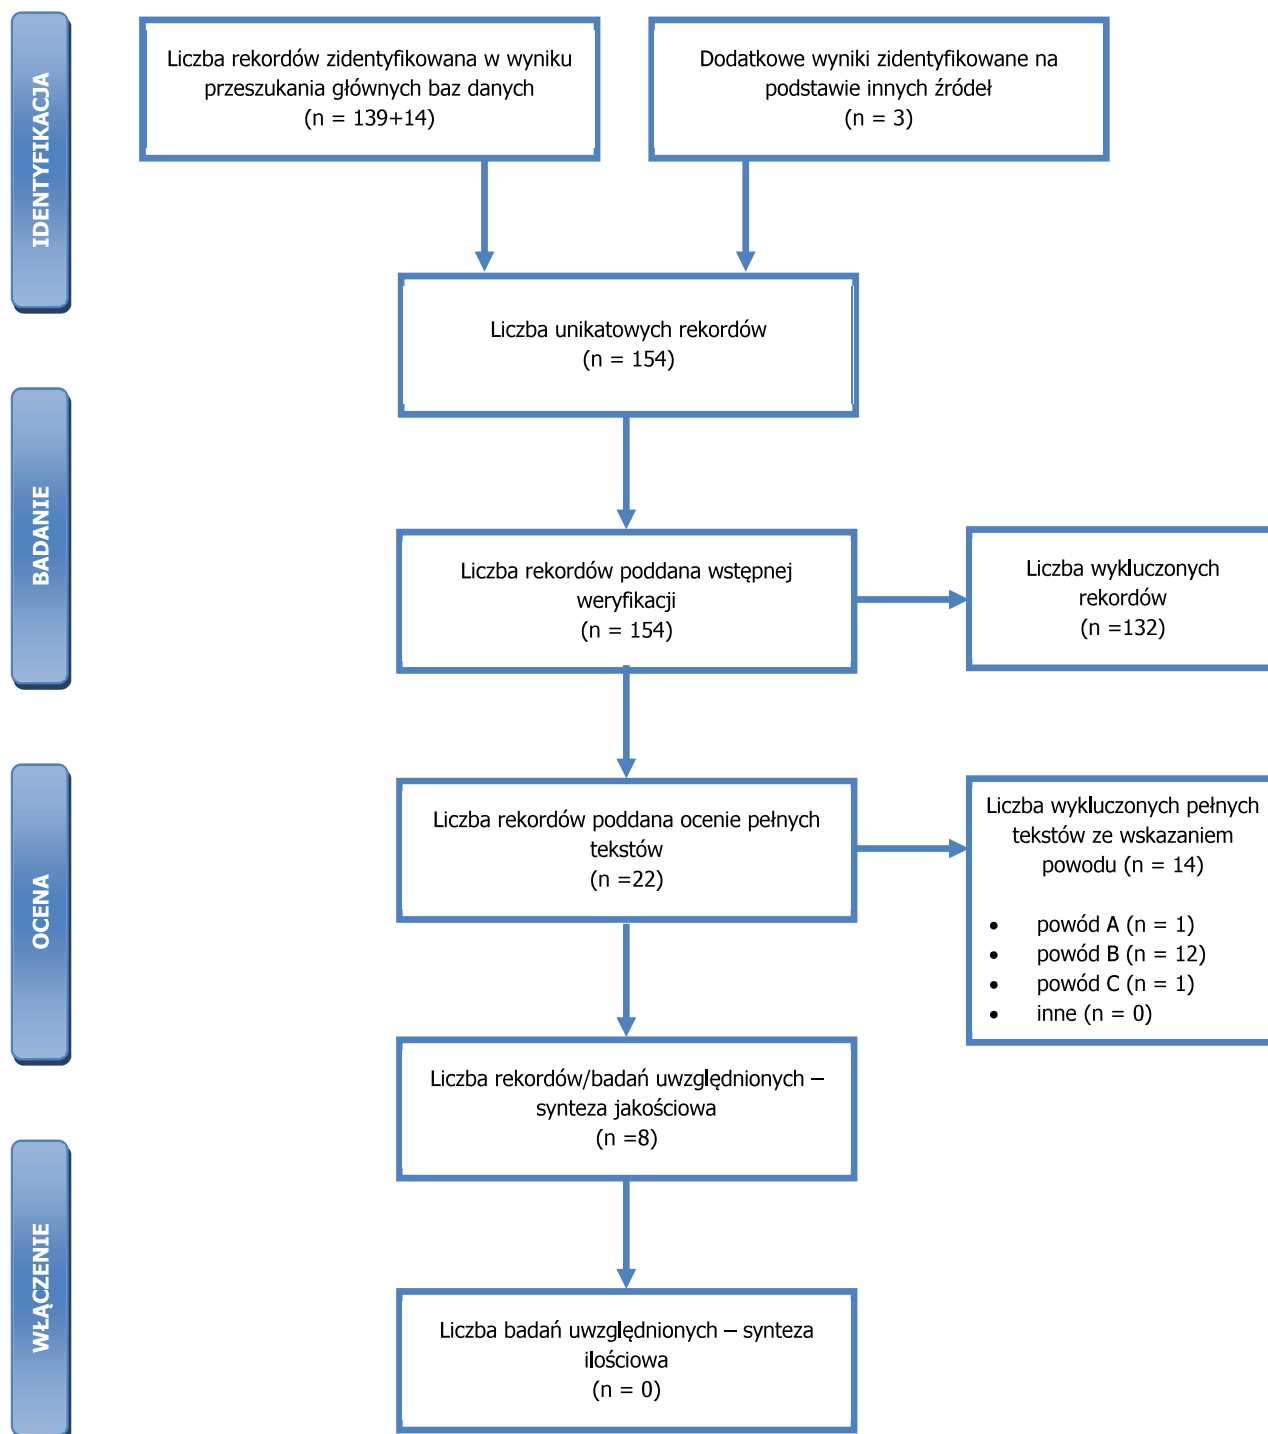 IDENTYFIKACJA
Liczba rekordów zidentyfikowana w wyniku
przeszukania głównych baz danych
(n = 139+14)
Dodatkowe wyniki zidentyfikowane na
podstawie innych źródeł
(n = 3)
Liczba unikatowych rekordów
(n = 154)
BADANIE
Liczba rekordów poddana wstępnej
weryfikacji
(n = 154)
Liczba wykluczonych
rekordów
(n =132)
OCENA
Liczba rekordów poddana ocenie pełnych
tekstów
(n =22)
Liczba wykluczonych pełnych
tekstów ze wskazaniem
powodu (n = 14)
• powód A (n = 1)
• powód B (n = 12)
• powód C (n = 1)
• inne (n = 0)
Liczba rekordów/badań uwzględnionych –
synteza jakościowa
(n =8)
WŁĄCZENIE
Liczba badań uwzględnionych – synteza
ilościowa
(n = 0)